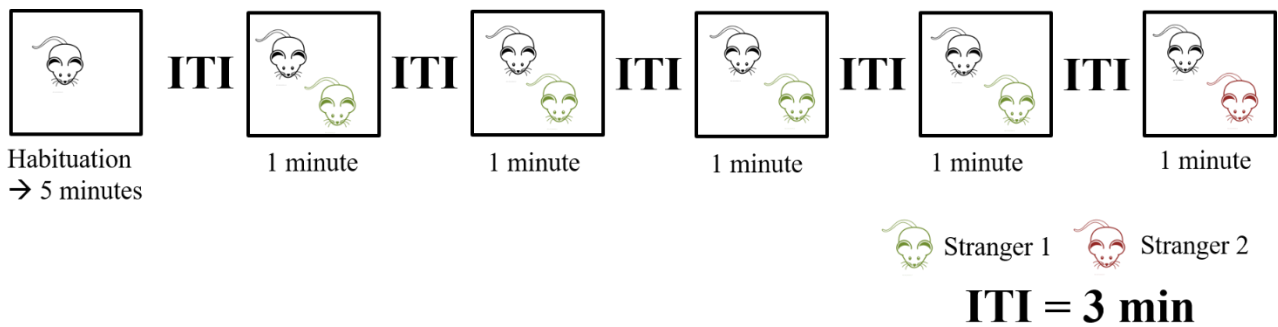 ITI ITI ITI ITI ITI
Habituation
→ 5 minutes
1 minute
1 minute
1 minute
1 minute
1 minute
Stranger 1
Stranger 2
ITI = 3 min